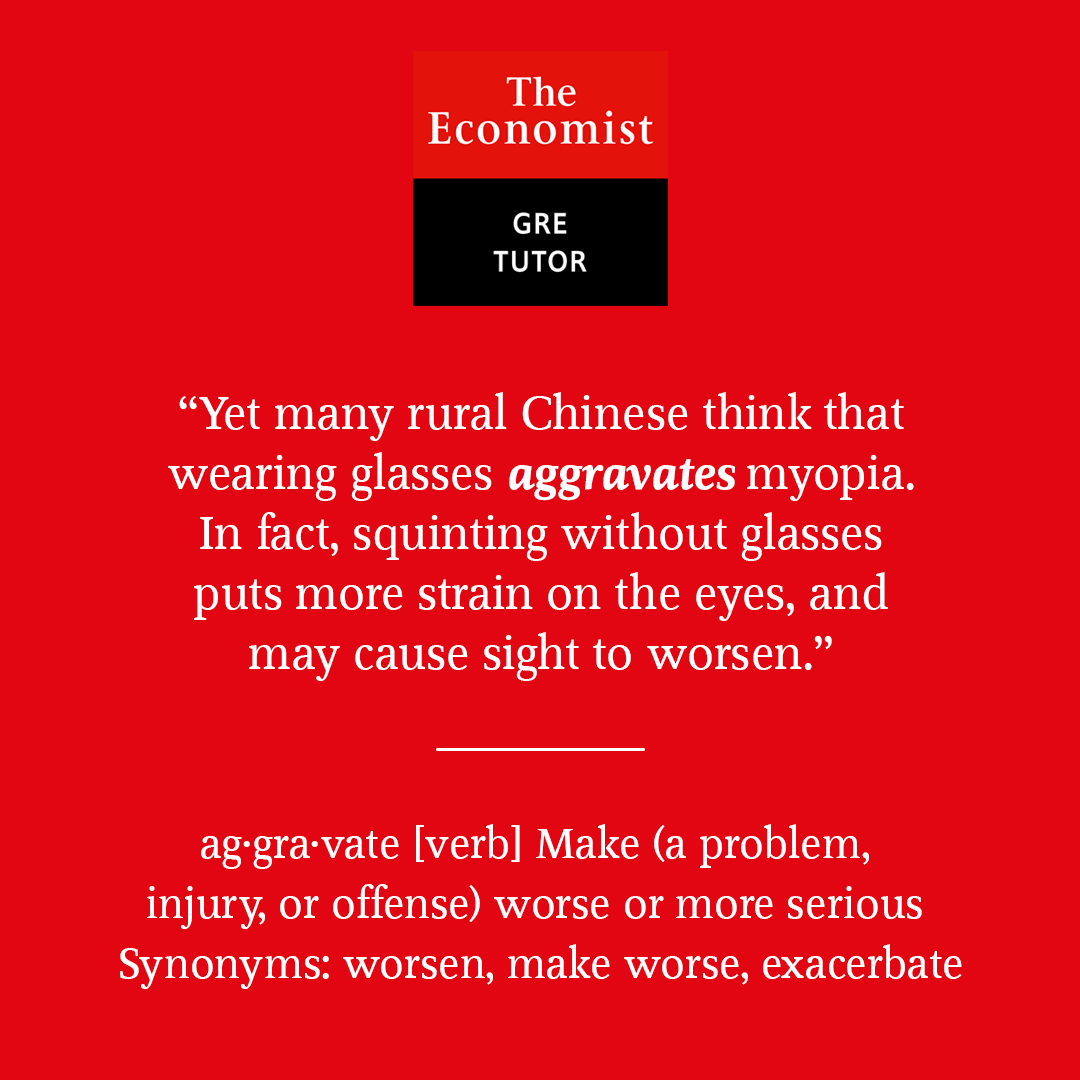 The
Economist
GRE
TUTOR
“Yet many rural Chinese think that
wearing glasses aggravates myopia.
In fact, squinting without glasses
puts more strain on the eyes, and
may cause sight to worsen.”
ag·gra·vate [verb] Make (a problem,
injury, or offense) worse or more serious
Synonyms: worsen, make worse, exacerbate